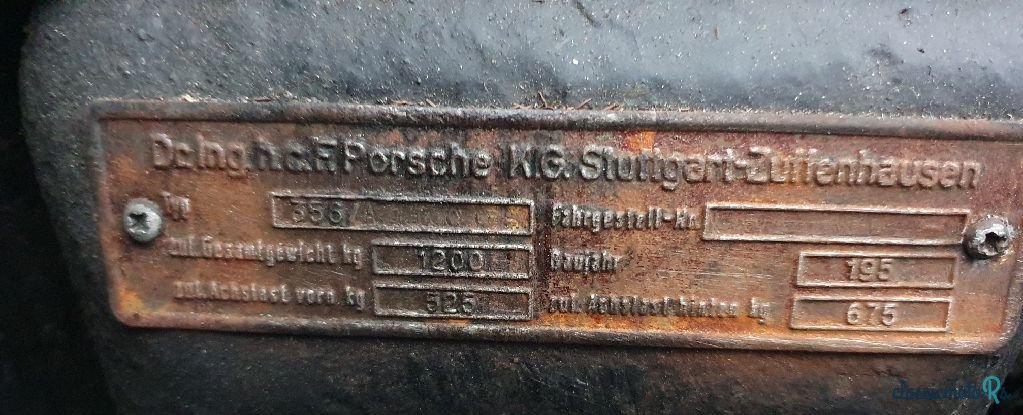 Dr.Ing.h.c.F.Porsche KG. Stuttgart-Zuffenhausen
Typ 356/A Fahrgestell-Nr.
zul. Gesamtgewicht kg 1200 Baujahr 195
zul. Achslast vorn kg 525 zul. Achslast hinten kg 675